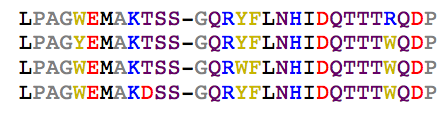 LPAGWEMAKTSS-GQRYFLNHIDQTTTRQDP
LPAGYEMAKTSS-GQRYFLNHIDQTTTWQDP
LPAGWEMAKTSS-GQRWFLNHIDQTTTWQDP
LPAGWEMAKDSS-GQRYFLNHIDQTTTWQDP